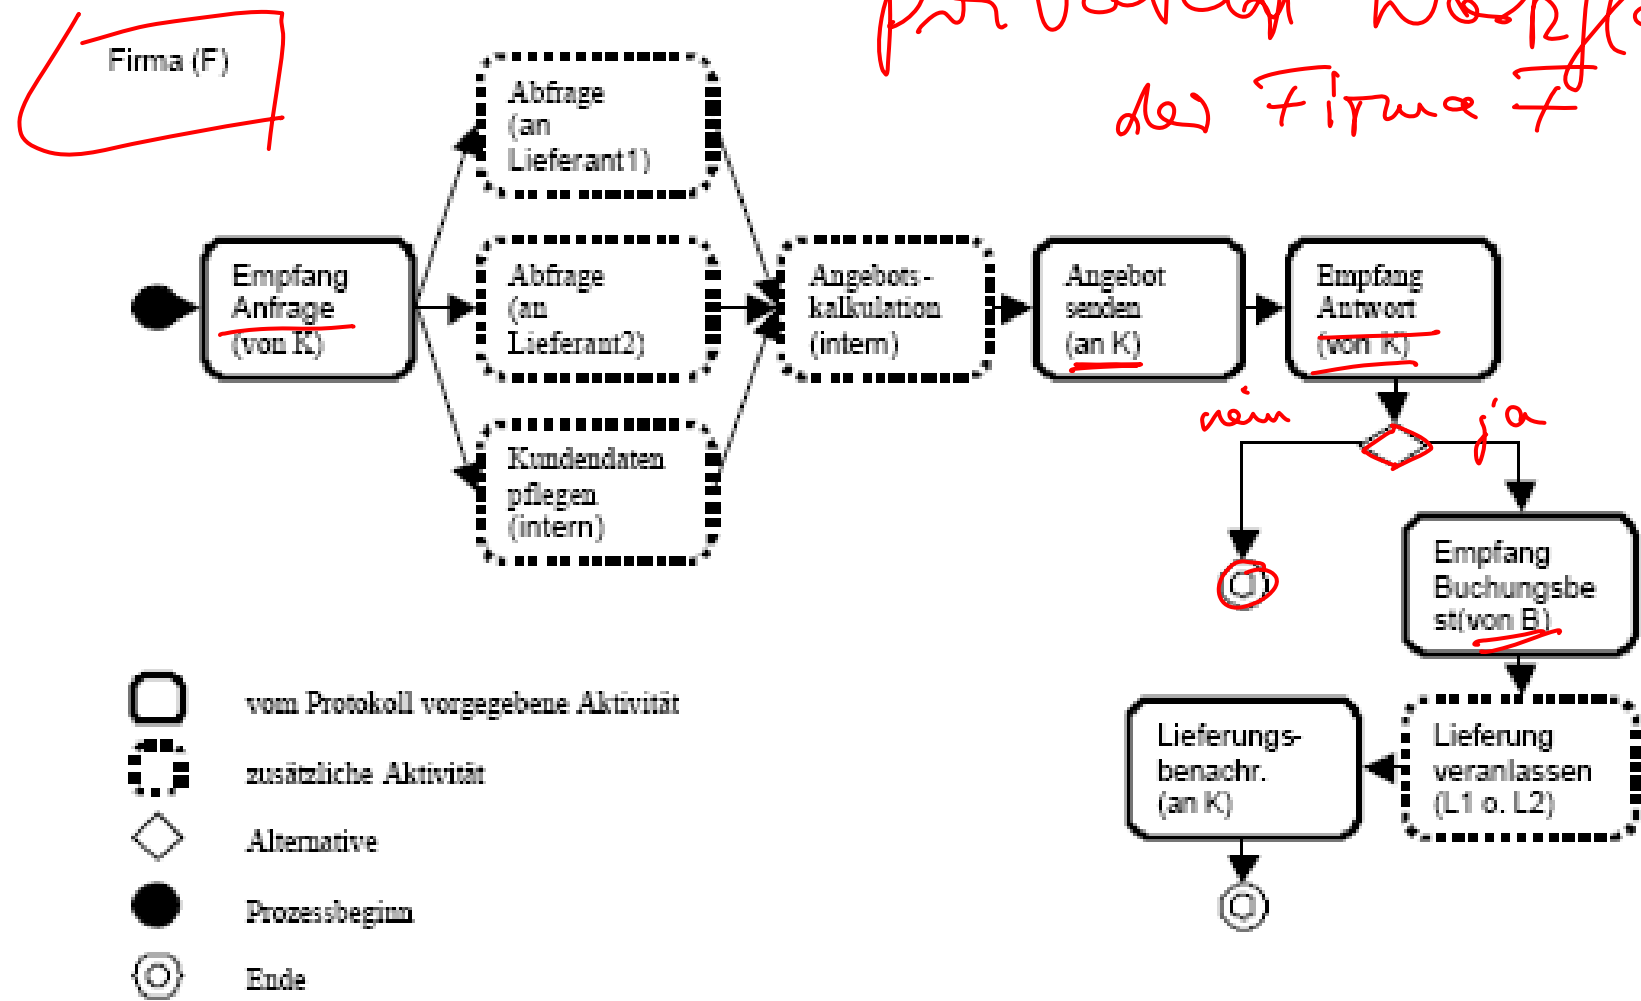 Firma (F)
der Firma F
Abfrage
(an
Lieferant1)
Empfang
Anfrage
(von K)
Abfrage
(an
Lieferant2)
Kundendaten
pflegen
(intern)
Angebots-
kalkulation
(intern)
Angebot
senden
(an K)
Empfang
Antwort
(von K)
nein
ja
Empfang
Buchungsbe
st(von B)
Lieferung
veranlassen
(L1 o. L2)
Lieferungs-
benachr.
(an K)
vom Protokoll vorgegebene Aktivität
zusätzliche Aktivität
Alternative
Prozessbeginn
Ende